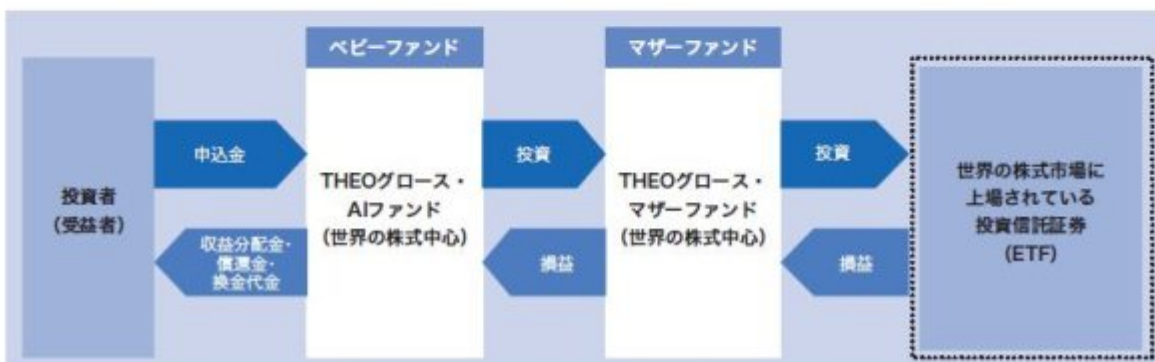 ベビーファンド
マザーファンド
投資者
(受益者)
申込金
収益分配金・
償還金・
換金代金
THEOグロース・
AIファンド
(世界の株式中心)
投資
損益
THEOグロース・
マザーファンド
(世界の株式中心)
投資
損益
世界の株式市場に
上場されている
投資信託証券
(ETF)